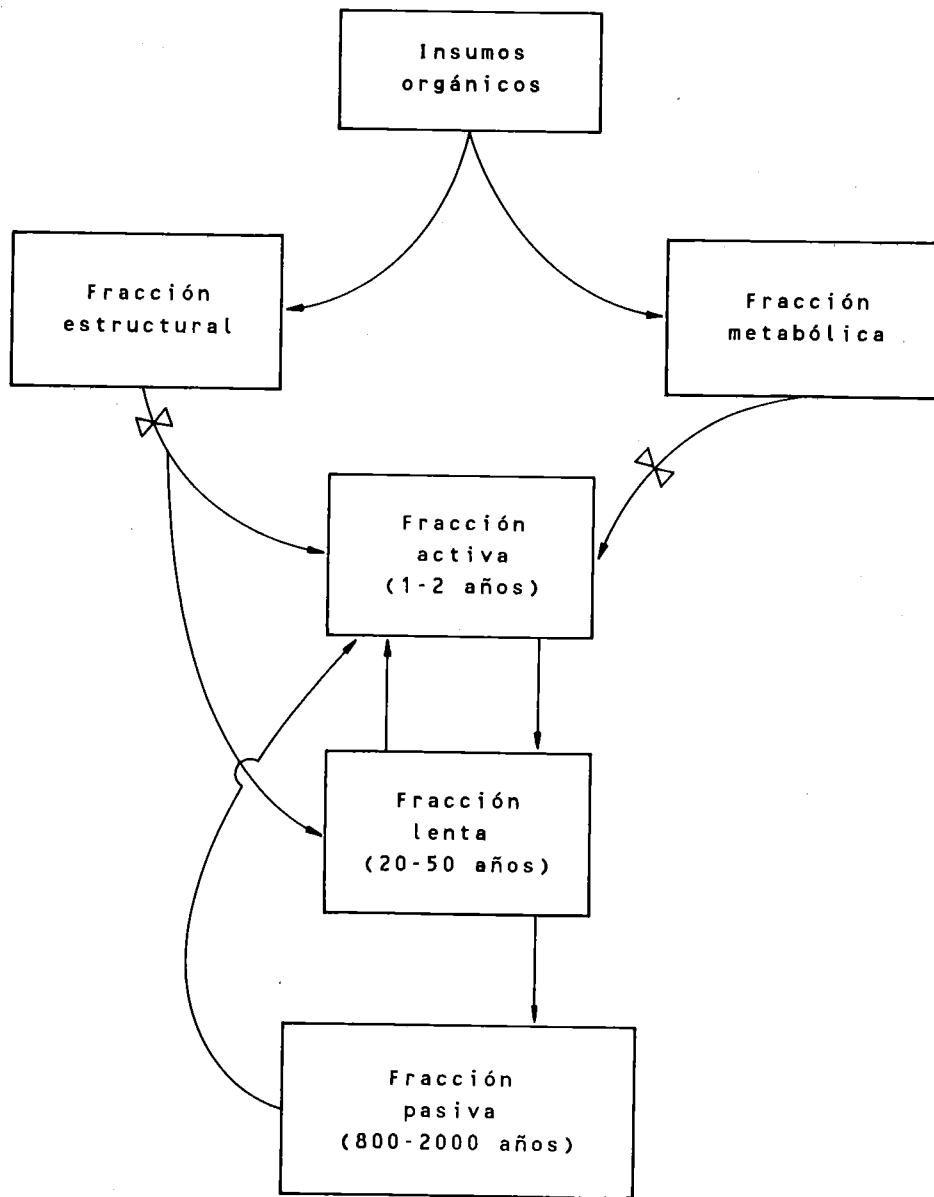 Insumos
orgánicos
Fracción
estructural
Fracción
metabólica
Fracción
activa
(1-2 años)
Fracción
lenta
(20-50 años)
Fracción
pasiva
(800-2000 años)